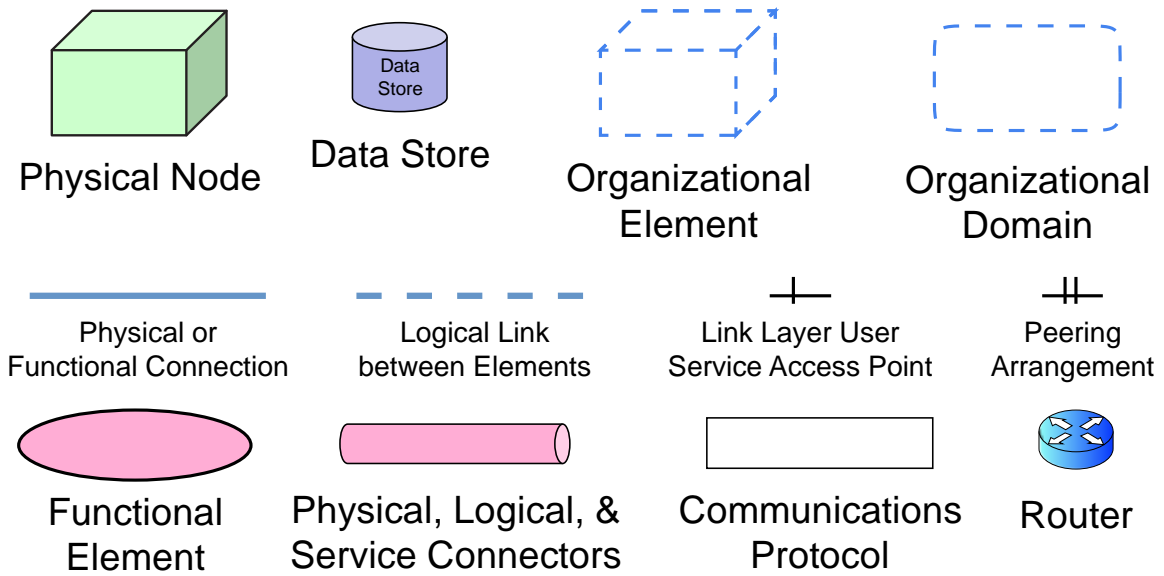 Data
Store
Physical Node
Data Store
Organizational
Element
Organizational
Domain
Physical or
Functional Connection
Logical Link
between Elements
Link Layer User
Service Access Point
Peering
Arrangement
Functional
Element
Physical, Logical, &
Service Connectors
Communications
Protocol
Router